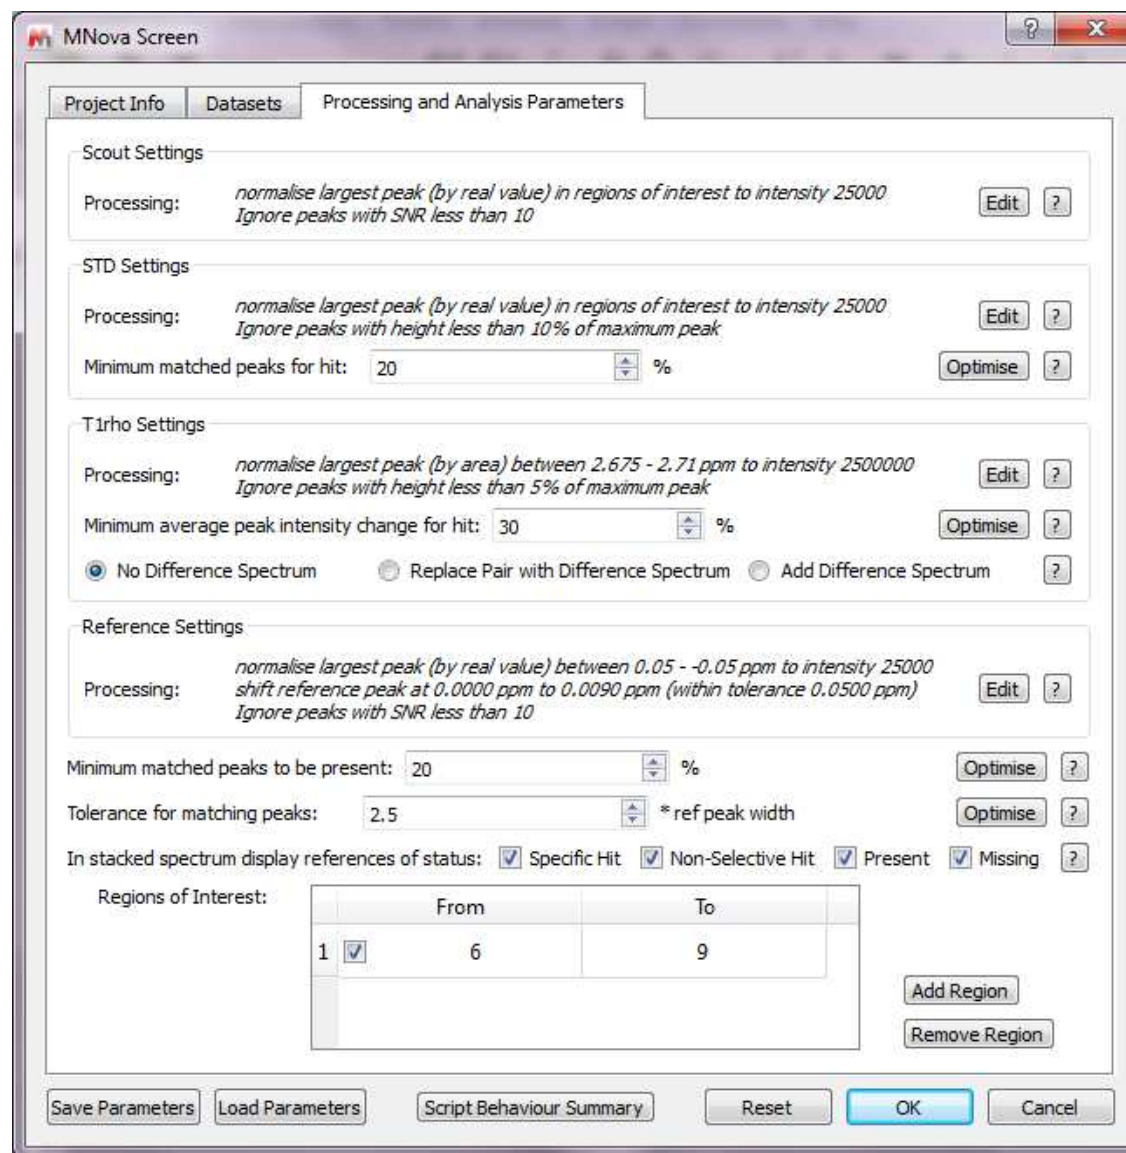 MNova Screen
?
Project Info Datasets Processing and Analysis Parameters
Scout Settings
Processing: normalise largest peak (by real value) in regions of interest to intensity 25000
Ignore peaks with SNR less than 10
Edit ?
STD Settings
Processing: normalise largest peak (by real value) in regions of interest to intensity 25000
Ignore peaks with height less than 10% of maximum peak
Edit ?
Minimum matched peaks for hit: 20 % Optimise ?
T1rho Settings
Processing: normalise largest peak (by area) between 2.675 - 2.71 ppm to intensity 2500000
Ignore peaks with height less than 5% of maximum peak
Edit ?
Minimum average peak intensity change for hit: 30 % Optimise ?
No Difference Spectrum Replace Pair with Difference Spectrum Add Difference Spectrum ?
Reference Settings
normalise largest peak (by real value) between 0.05 - -0.05 ppm to intensity 25000
Processing: shift reference peak at 0.0000 ppm to 0.0090 ppm (within tolerance 0.0500 ppm) Edit ?
Ignore peaks with SNR less than 10
Minimum matched peaks to be present: 20 % Optimise ?
Tolerance for matching peaks: 2.5 * ref peak width Optimise ?
In stacked spectrum display references of status: Specific Hit Non-Selective Hit Present Missing ?
Regions of Interest:
From To
1 6 9
Add Region
Remove Region
Save Parameters Load Parameters Script Behaviour Summary Reset OK Cancel